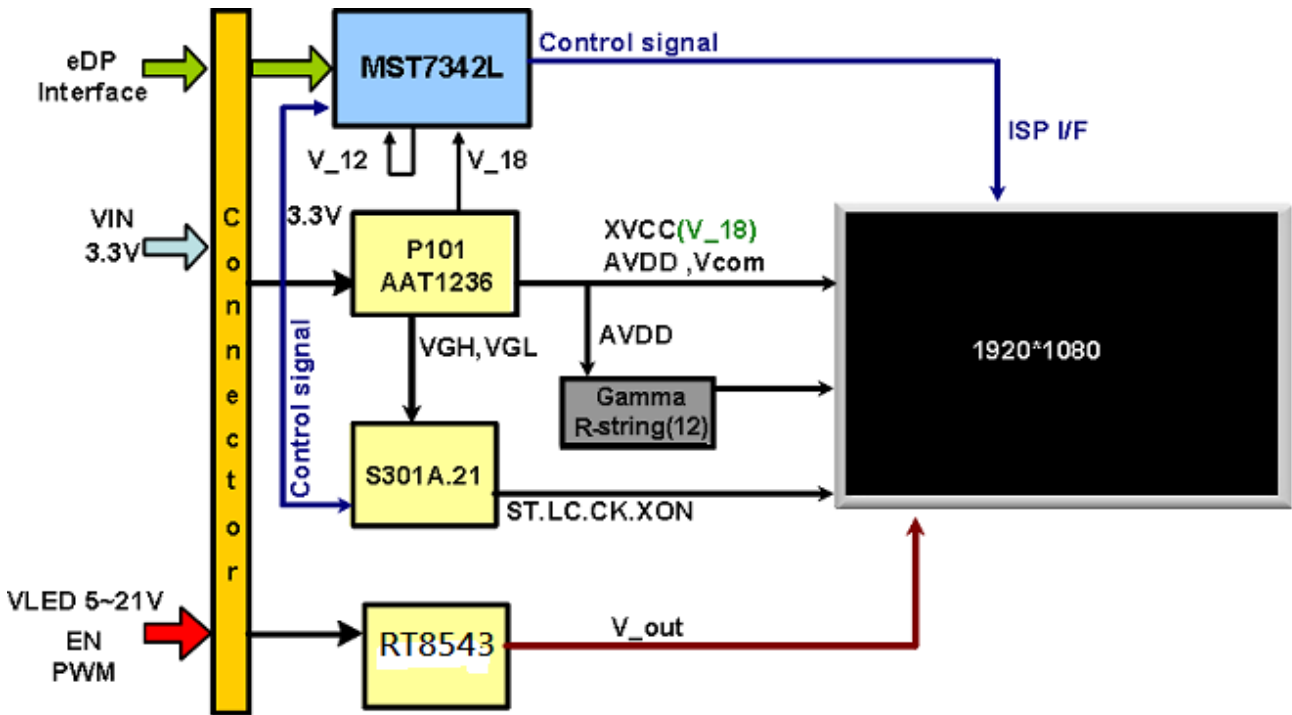 eDP
Interface
MST7342L
Control signal
ISP I/F
V_12
V_18
VIN
3.3V
Connector
3.3V
P101
AAT1236
XVCC(V_18)
AVDD ,Vcom
VGH,VGL
AVDD
1920*1080
Control signal
Gamma
R-string(12)
S301A.21
ST.LC.CK.XON
VLED 5~21V
EN
PWM
RT8543
V_out